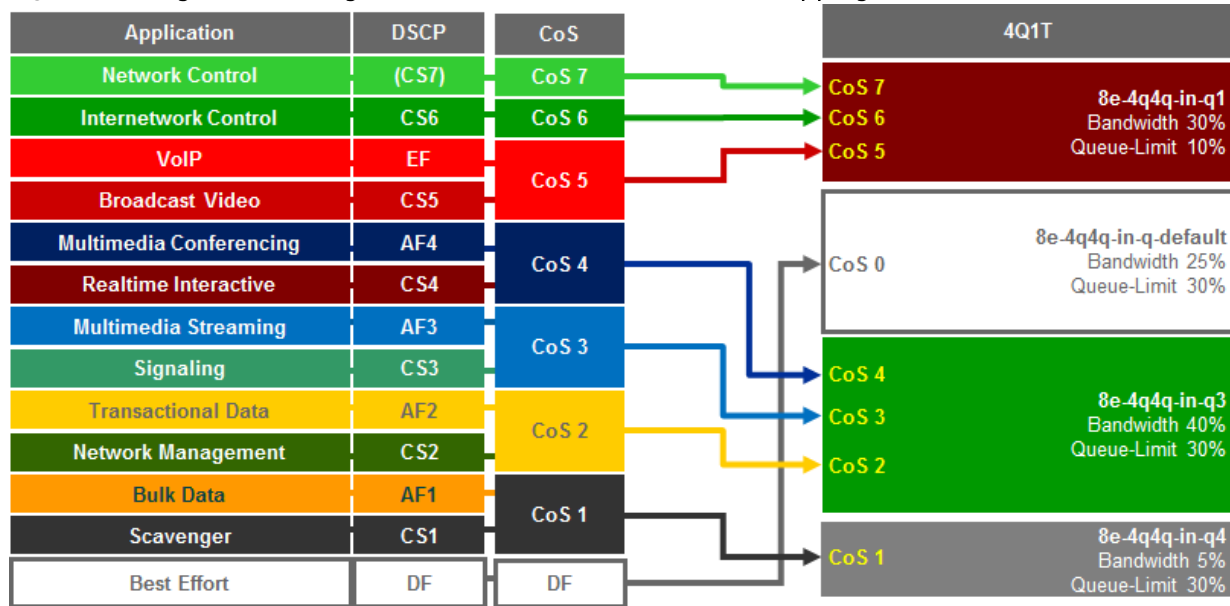 Application DSCP CoS 4Q1T
Network Control (CS7) CoS 7
Internetwork Control CS6 CoS 6
VoIP EF CoS 5
Broadcast Video CS5
Multimedia Conferencing AF4 CoS 4
Realtime Interactive CS4
Multimedia Streaming AF3 CoS 3
Signaling CS3
Transactional Data AF2 CoS 2
Network Management CS2
Bulk Data AF1 CoS 1
Scavenger CS1
Best Effort DF DF
CoS 7
CoS 6
CoS 5
8e-4q4q-in-q1
Bandwidth 30%
Queue-Limit 10%
CoS 0
8e-4q4q-in-q-default
Bandwidth 25%
Queue-Limit 30%
CoS 4
CoS 3
CoS 2
8e-4q4q-in-q3
Bandwidth 40%
Queue-Limit 30%
CoS 1
8e-4q4q-in-q4
Bandwidth 5%
Queue-Limit 30%